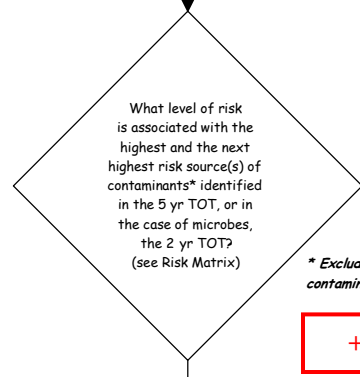 What level of risk
is associated with the
highest and the next
highest risk source(s) of
contaminants* identified
in the 5 yr TOT, or in
the case of microbes,
the 2 yr TOT?
(see Risk Matrix)
* Exclu
contami
+